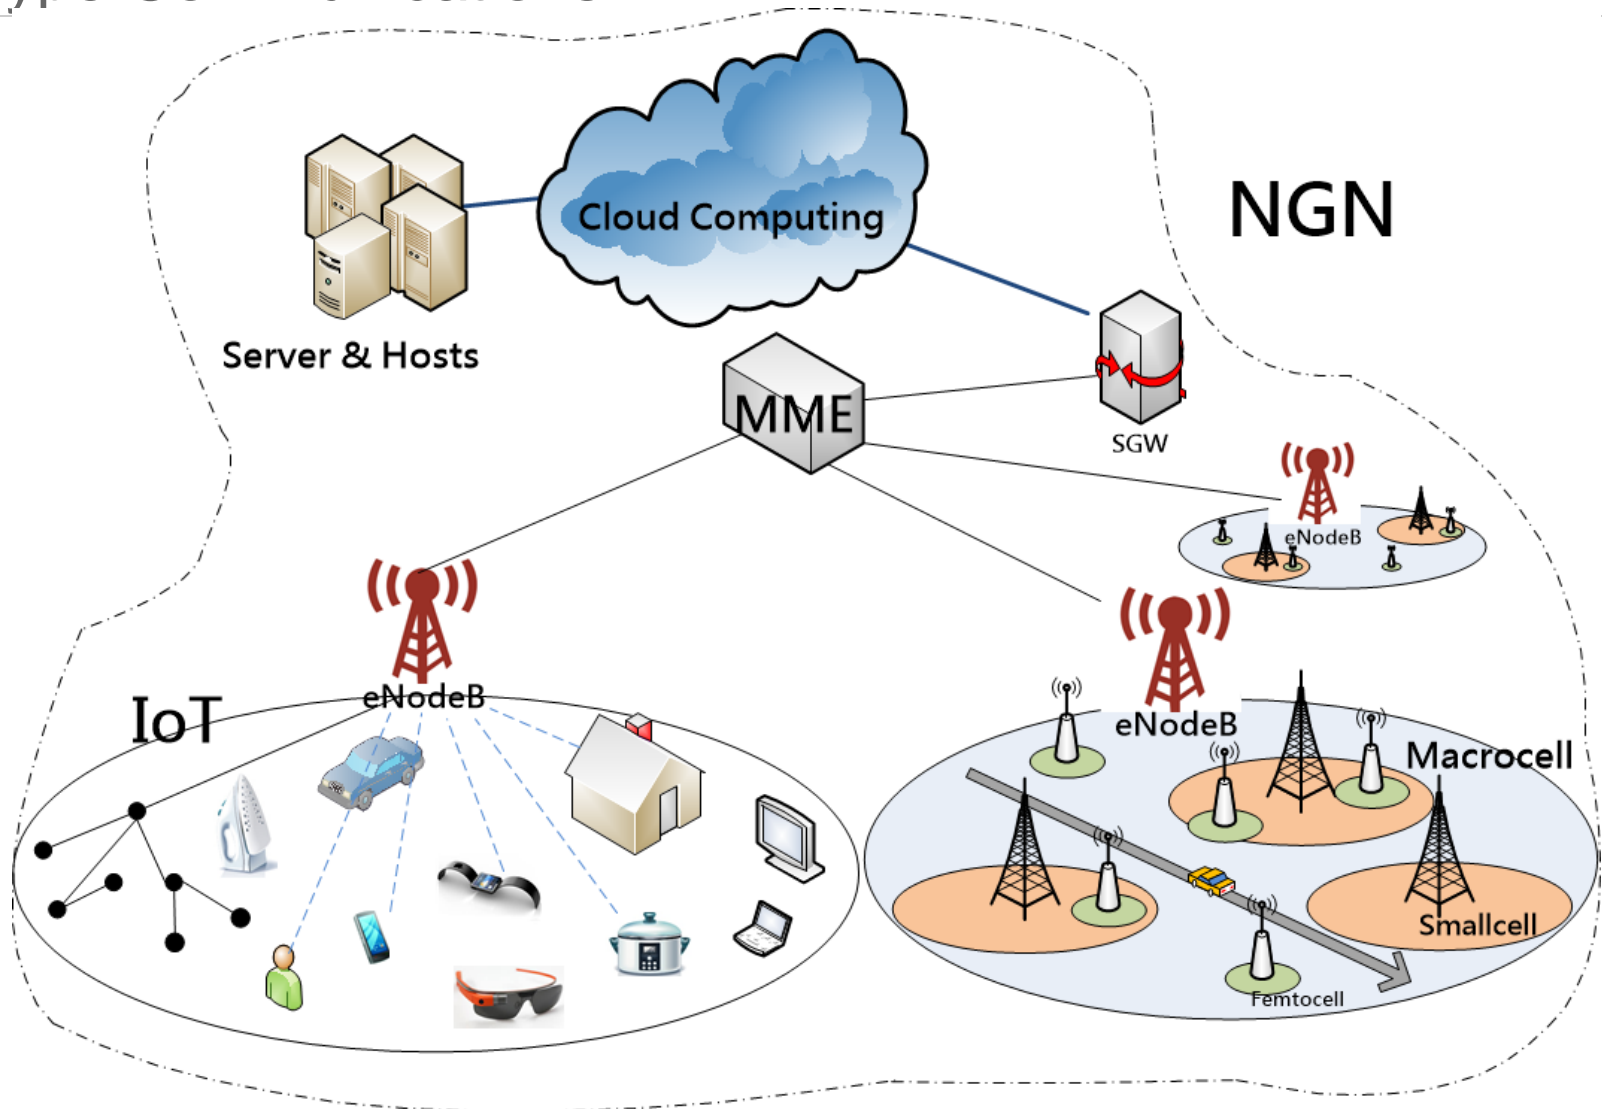 Cloud Computing
NGN
Server & Hosts
MME
SGW
eNodeB
eNodeB
IoT
eNodeB
Macrocell
Smallcell
Femtocell